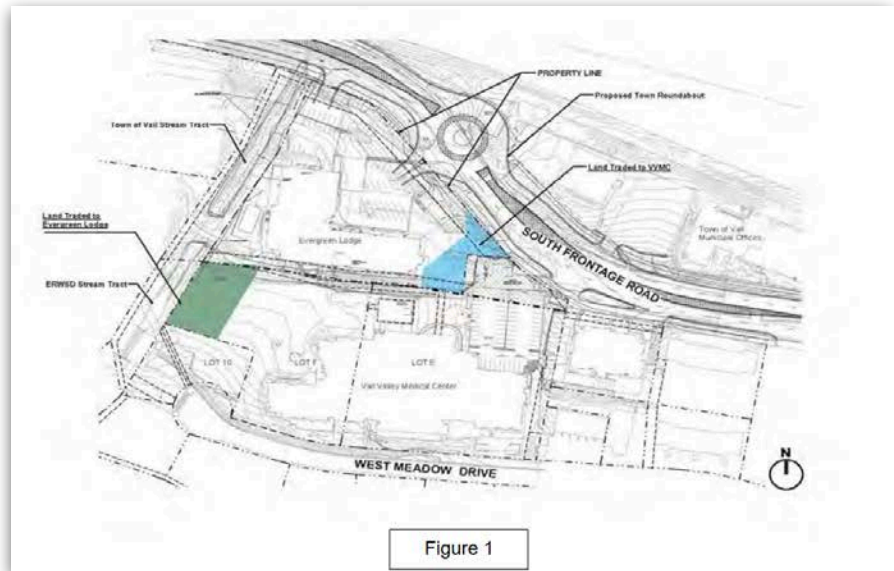 PROPERTY LINE
Proposed Town Roundabout
Town of Vail Stream Tract
Land Traded to VVMC
Land Traded to
Evergreen Lodge
Evergreen Lodge
Town of Vail
Municipal Offices
SOUTH FRONTAGE ROAD
ERWSD Stream Tract
LOT 10
LOT F
LOT E
Vail Valley Medical Center
WEST MEADOW DRIVE
N
Figure 1